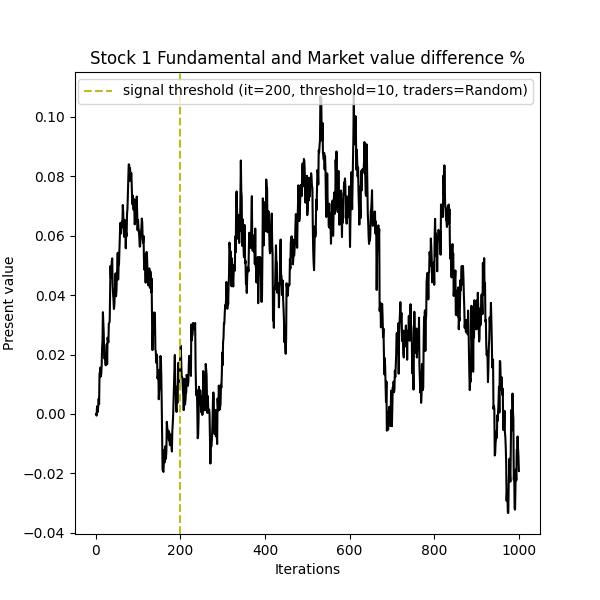 Stock 1 Fundamental and Market value difference %
signal threshold (it=200, threshold=10, traders=Random)
0.10
0.08
0.06
0.04
0.02
0.00
−0.02
−0.04
Present value
0 200 400 600 800 1000
Iterations